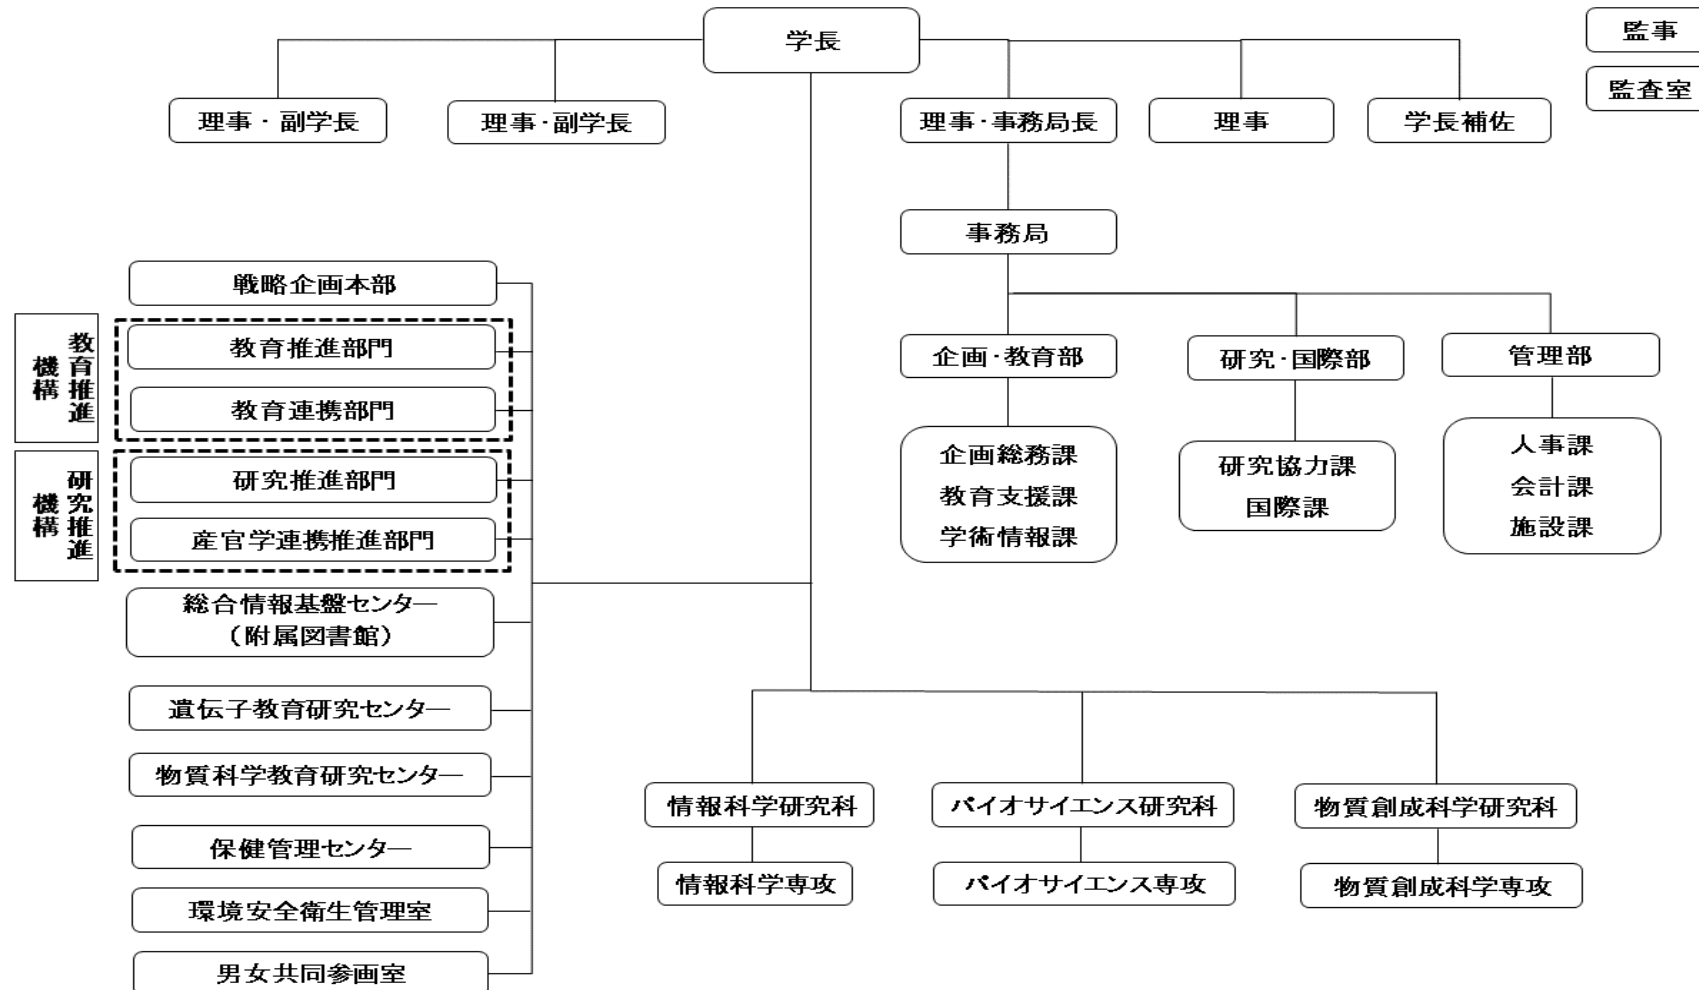 学長
監事
監査室
理事・副学長
理事・副学長
理事・事務局長
理事
学長補佐
事務局
企画・教育部
研究・国際部
管理部
企画総務課
教育支援課
学術情報課
研究協力課
国際課
人事課
会計課
施設課
戦略企画本部
教育推進
機構
教育推進部門
教育連携部門
研究推進
機構
研究推進部門
産官学連携推進部門
総合情報基盤センター
（附属図書館）
遺伝子教育研究センター
物質科学教育研究センター
保健管理センター
環境安全衛生管理室
男女共同参画室
情報科学研究科
バイオサイエンス研究科
物質創成科学研究科
情報科学専攻
バイオサイエンス専攻
物質創成科学専攻